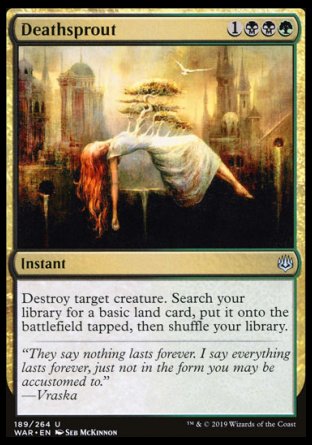 Deathsprout 1
Instant
Destroy target creature. Search your
library for a basic land card, put it onto the
battlefield tapped, then shuffle your library.
“They say nothing lasts forever. I say everything
lasts forever, just not in the form you may be
accustomed to.”
—Vraska
189/264 U
WAR • EN Seb McKinnon
™ & © 2019 Wizards of the Coast